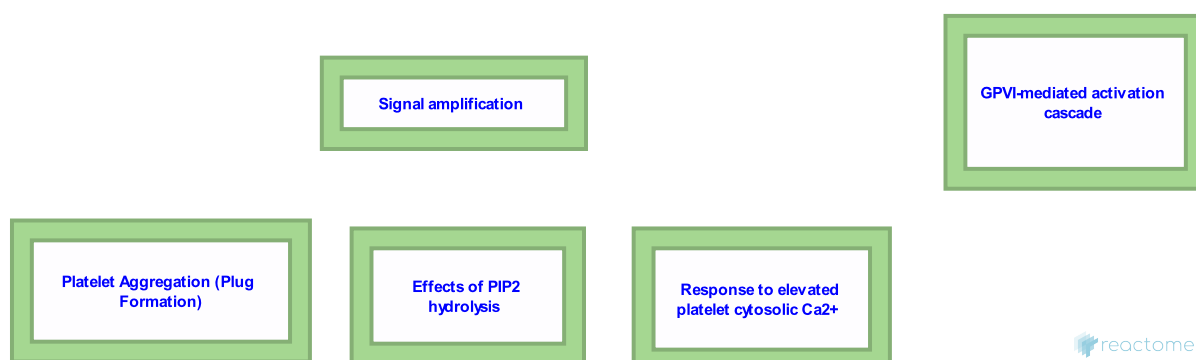 Signal amplification
GPVI-mediated activation
cascade
Platelet Aggregation (Plug
Formation)
Effects of PIP2
hydrolysis
Response to elevated
platelet cytosolic Ca2+
reactome